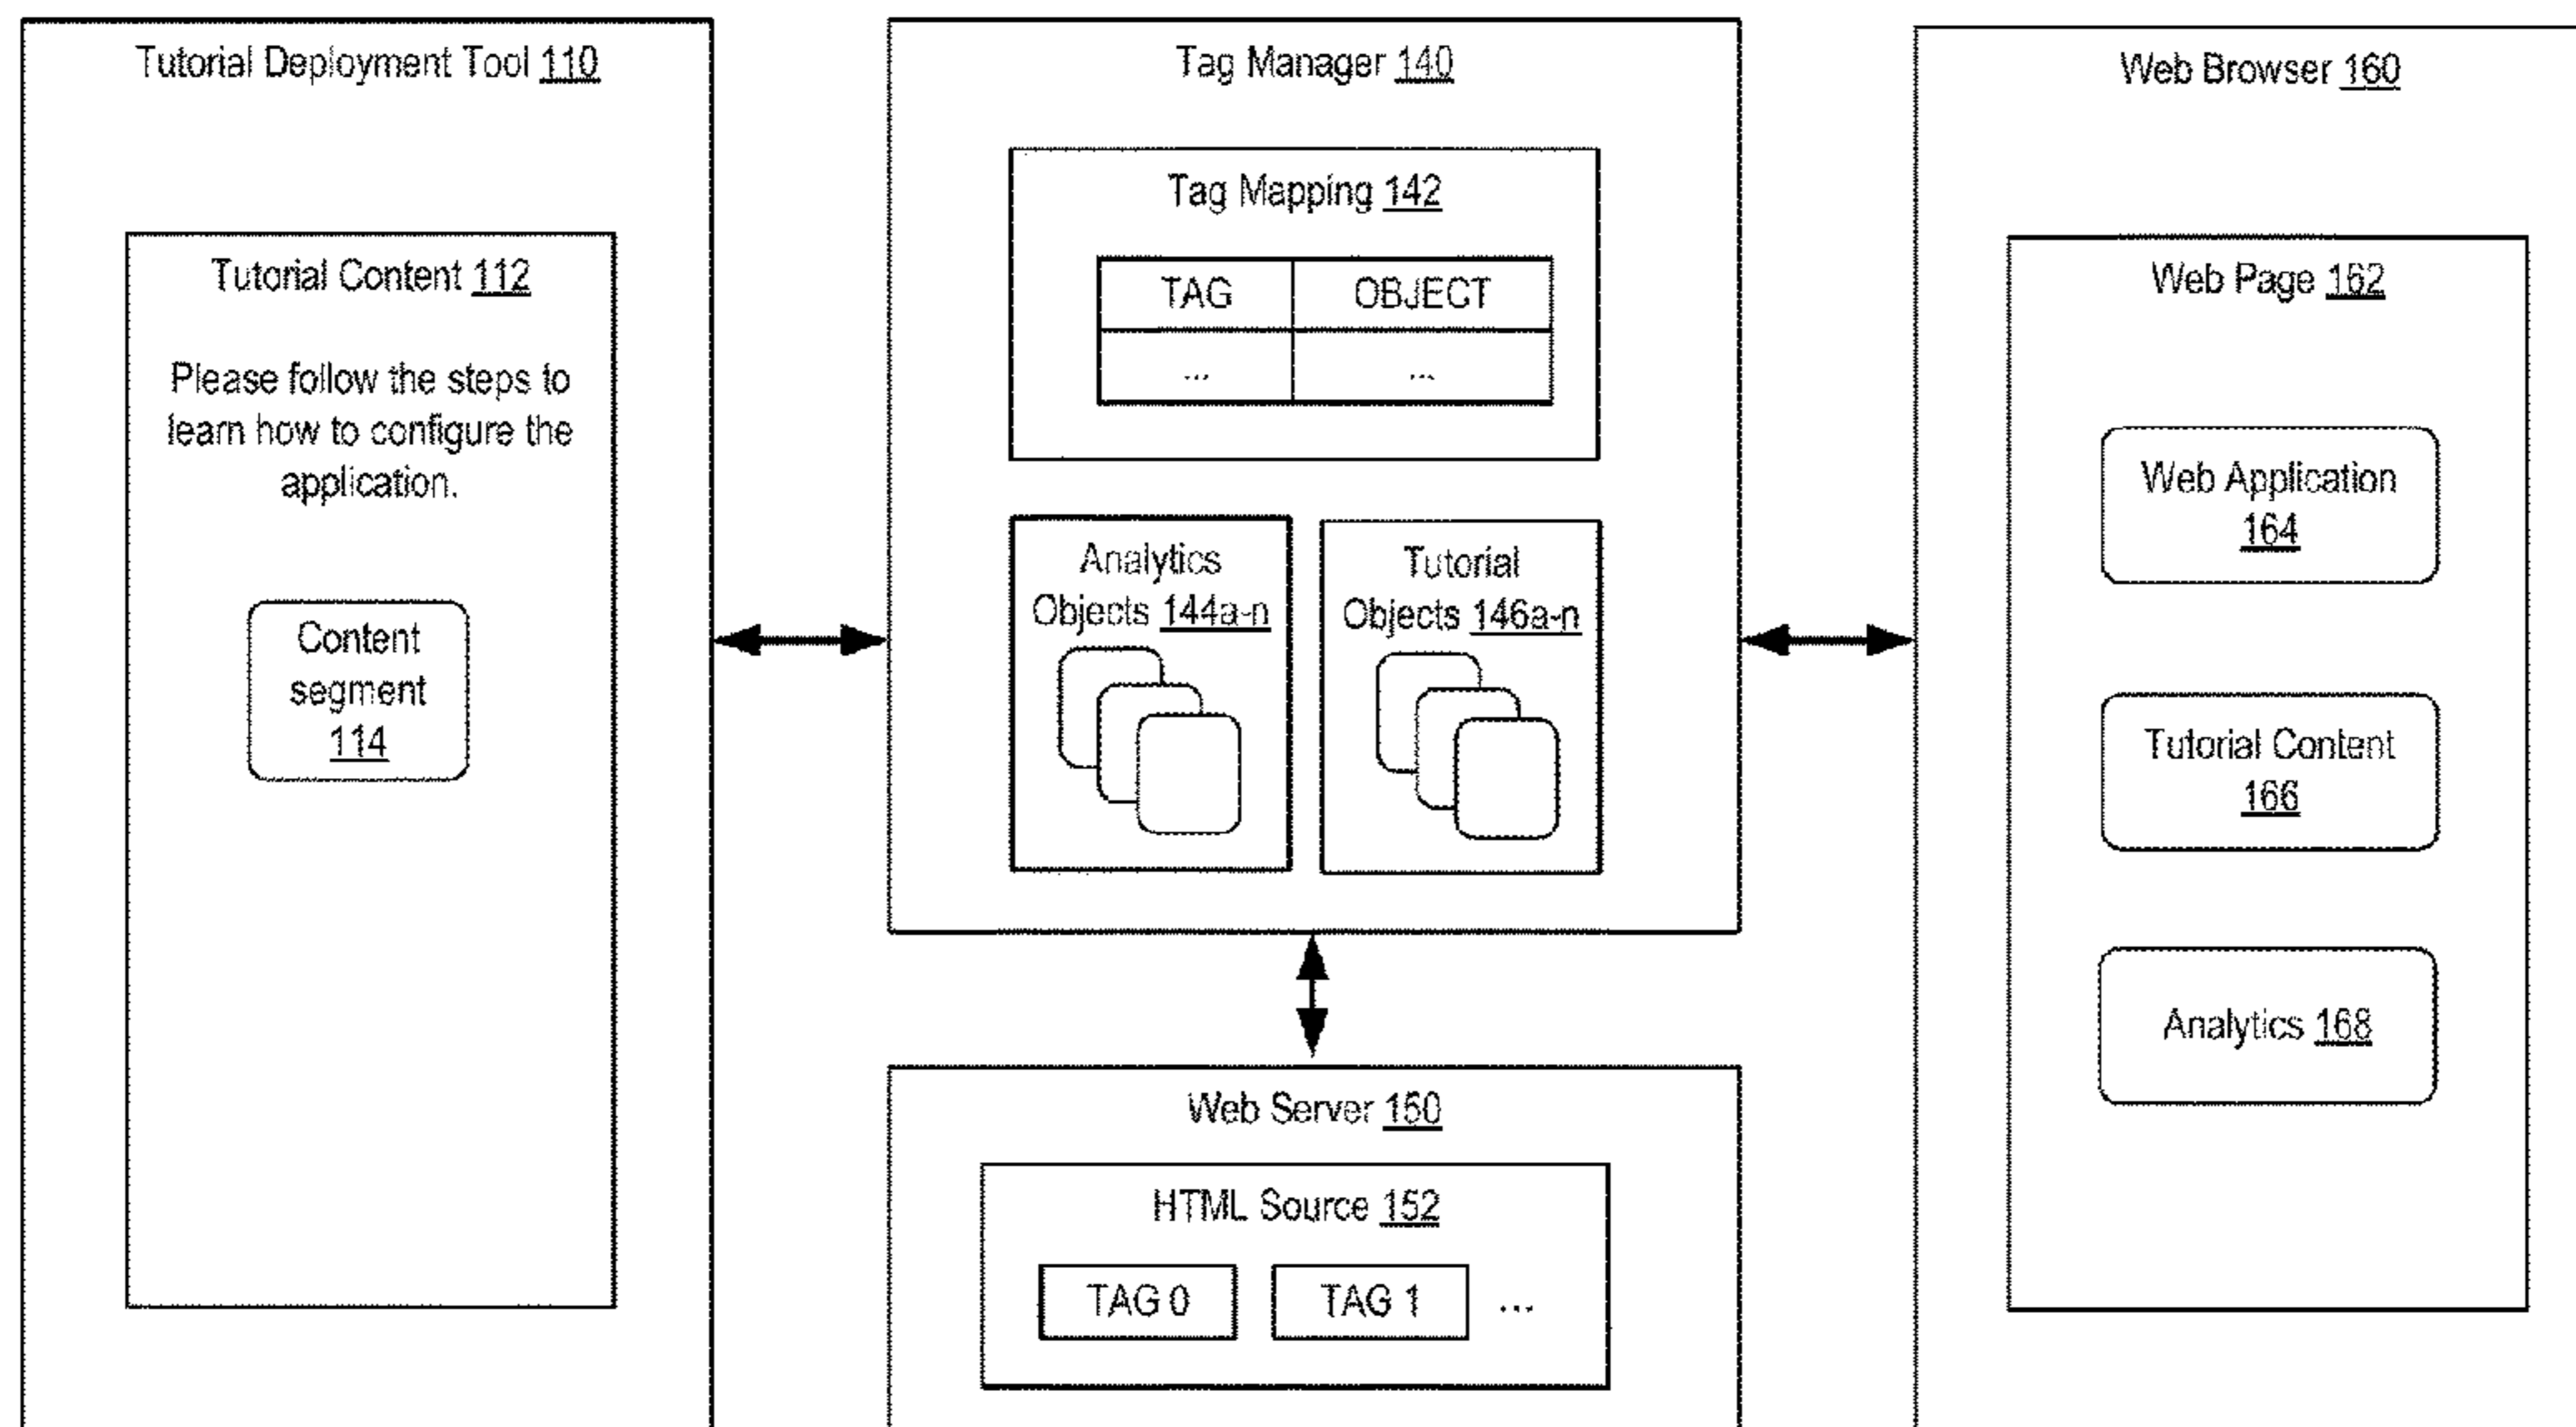 Tutorial Deployment Tool 110
Tutorial Content 112
Please follow the steps to
learn how to configure the
application.
Content
segment
114
Tag Manager 140
Tag Mapping 142
TAG OBJECT
... ...
Analytics
Objects 144a-n
Tutorial
Objects 146a-n
Web Server 150
HTML Source 152
TAG 0 TAG 1 ...
Web Browser 160
Web Page 162
Web Application
164
Tutorial Content
166
Analytics 168